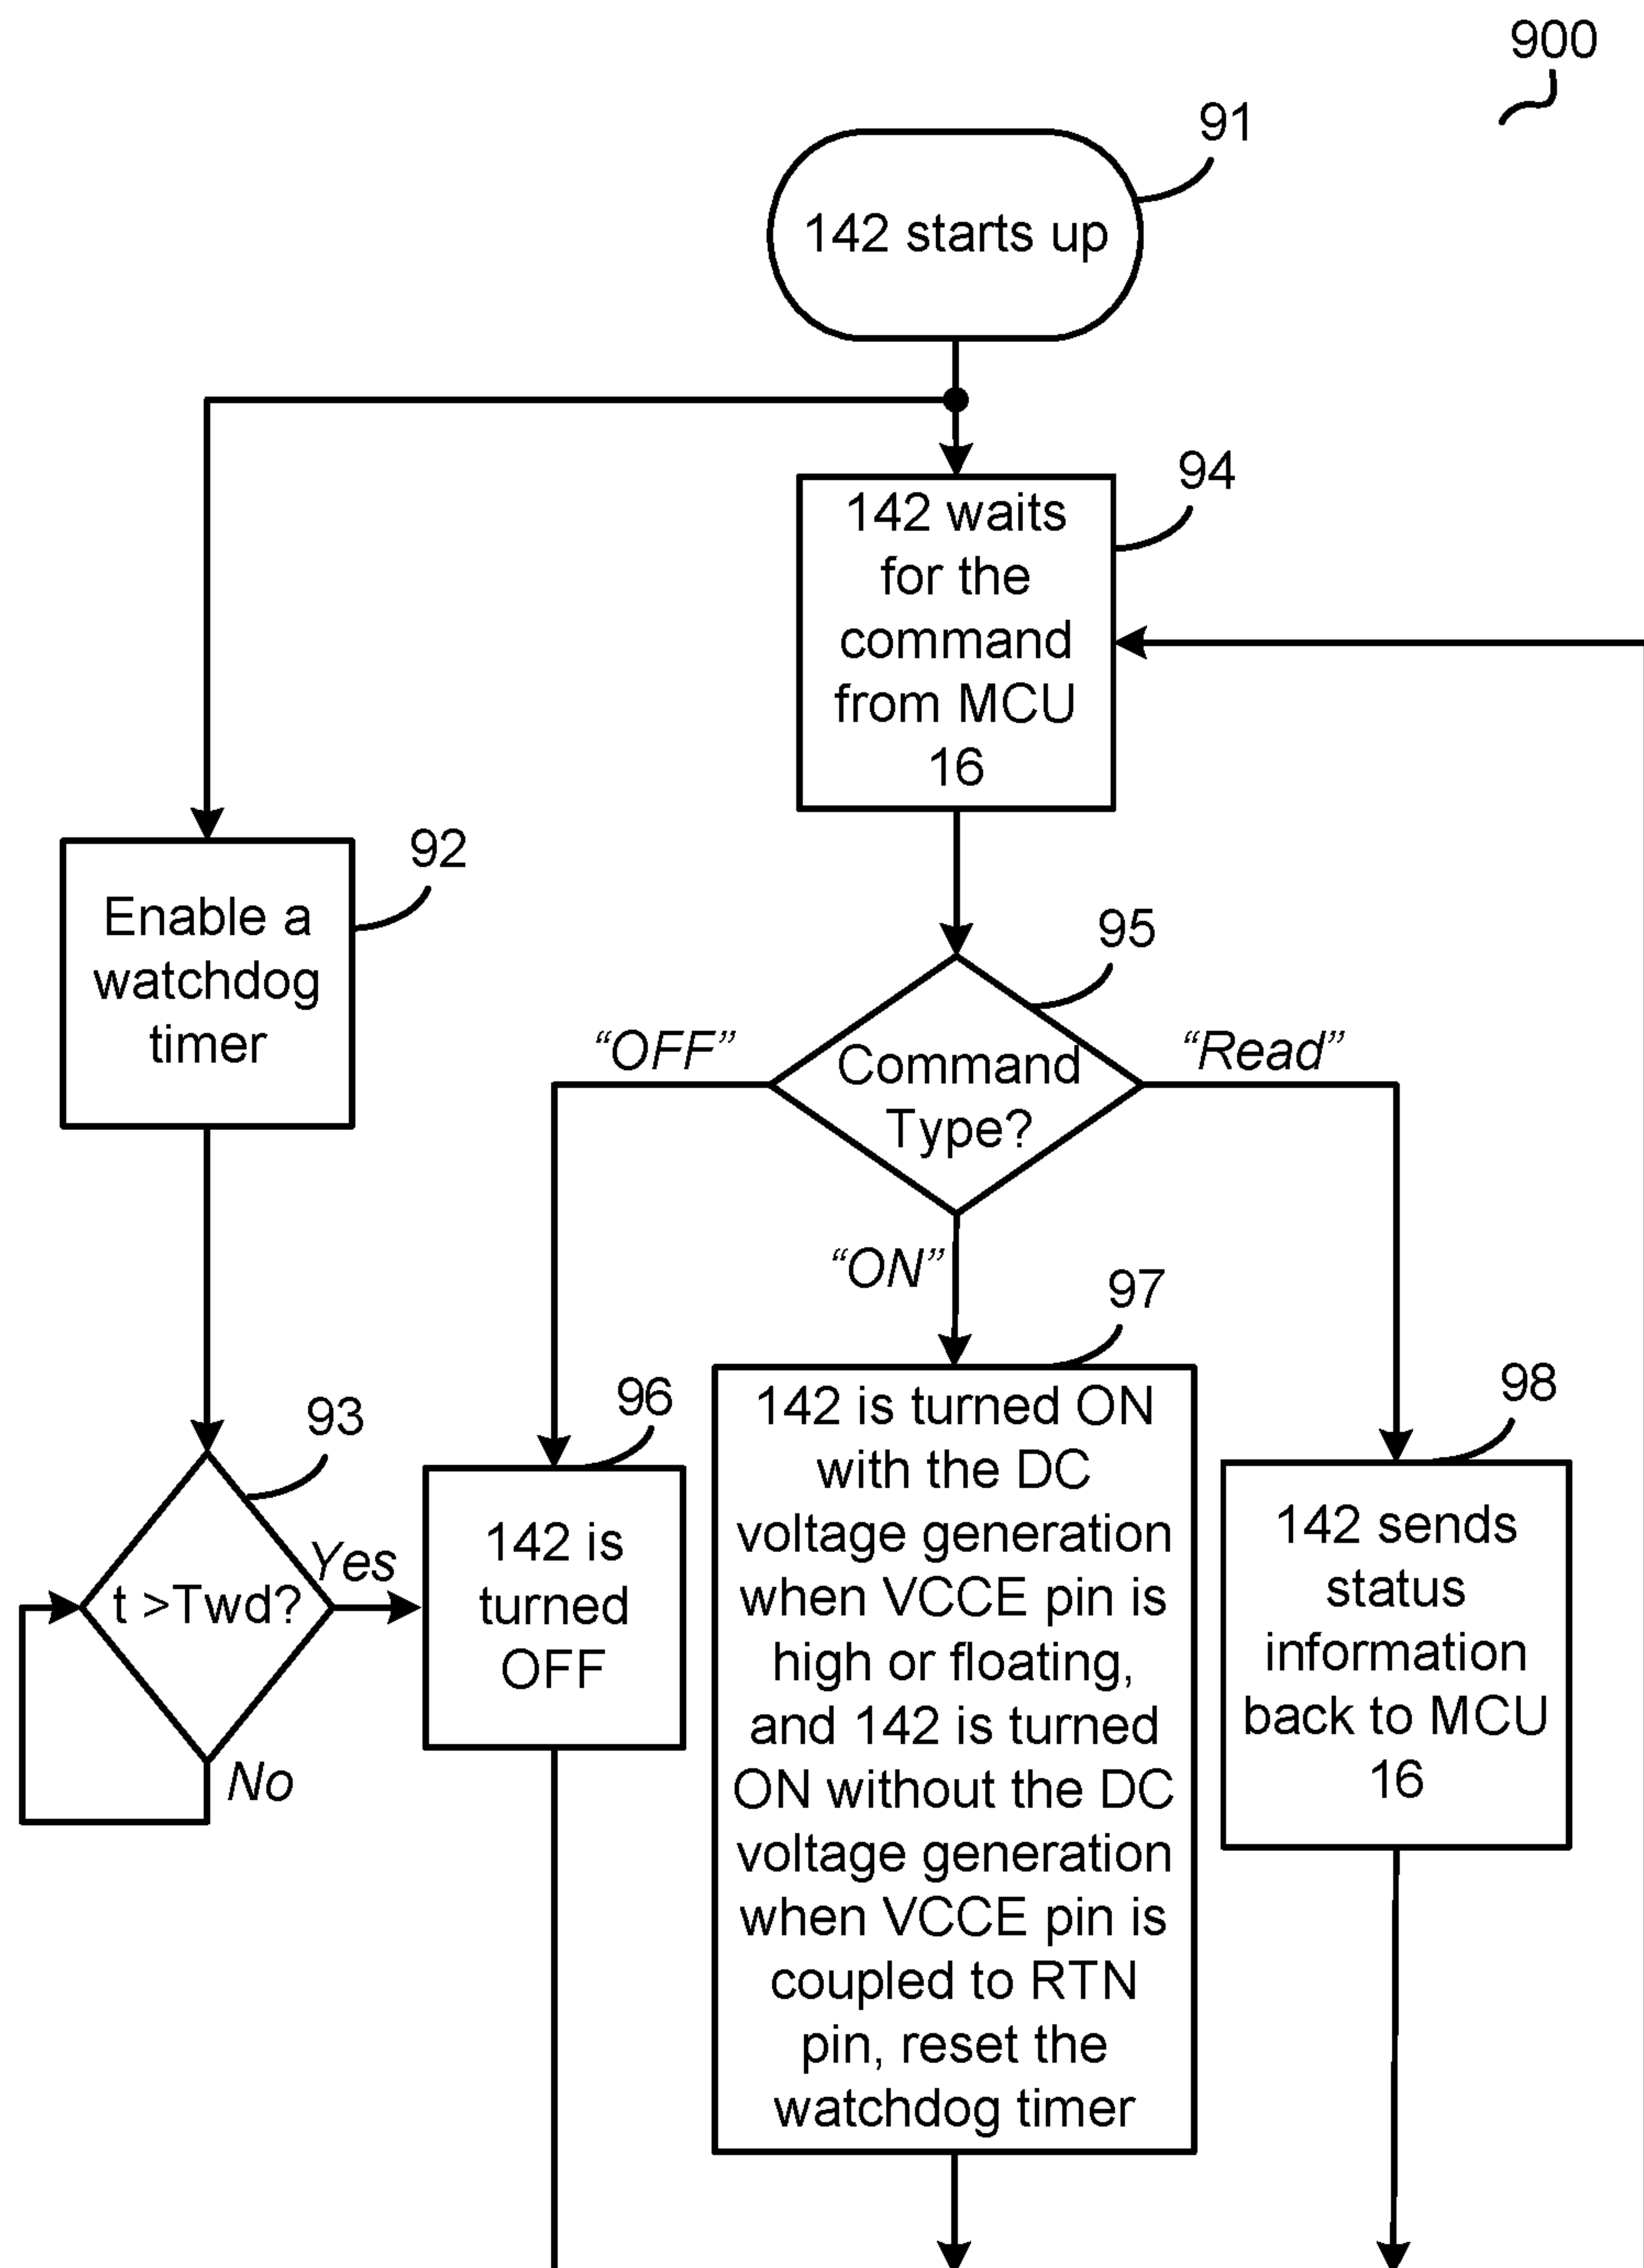 900
91
142 starts up
94
142 waits
for the
command
from MCU
16
92
Enable a
watchdog
timer
95
“OFF”
Command
Type?
“Read”
“ON”
93
t >Twd?
Yes
No
96
142 is
turned
OFF
97
142 is turned ON
with the DC
voltage generation
when VCCE pin is
high or floating,
and 142 is turned
ON without the DC
voltage generation
when VCCE pin is
coupled to RTN
pin, reset the
watchdog timer
98
142 sends
status
information
back to MCU
16